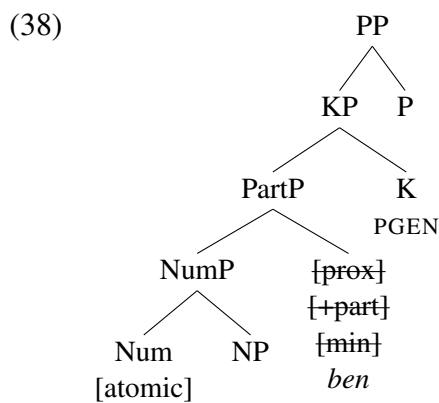 (38)
PP
KP P
PartP K
PGEN
NumP [prox]
[+part]
Num NP [min]
[atomic] ben